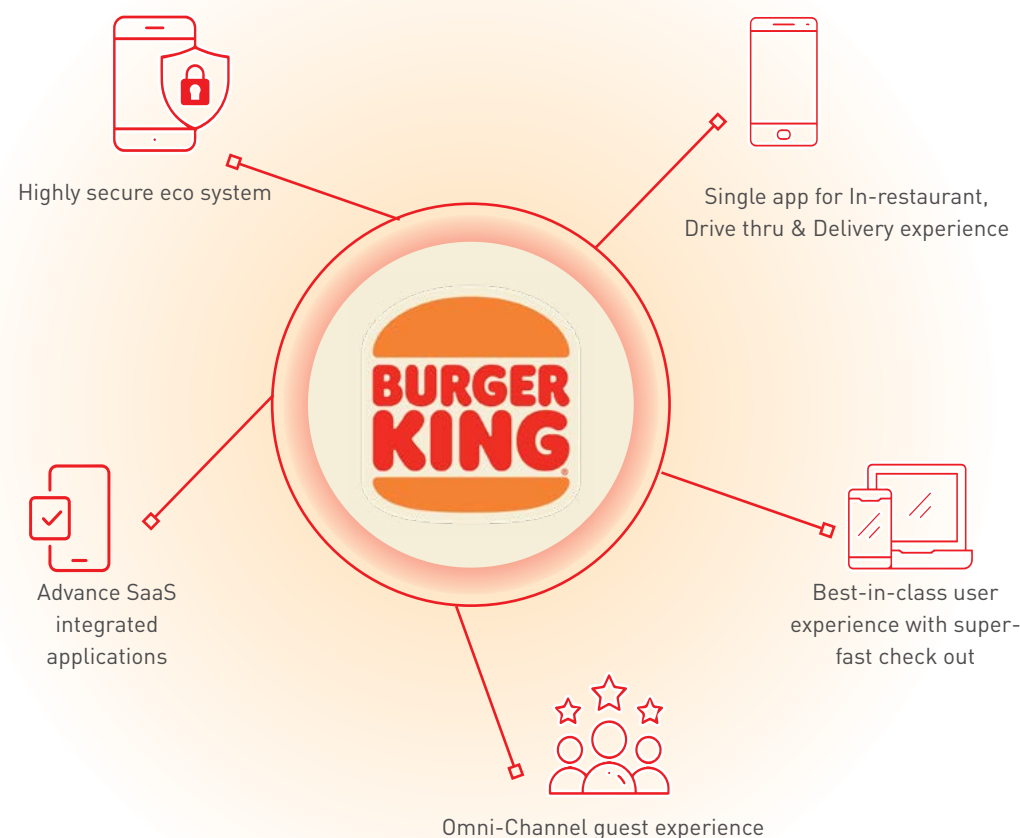 Highly secure eco system
Single app for In-restaurant,
Drive thru & Delivery experience
BURGER
KING
®
Advance SaaS
integrated
applications
Best-in-class user
experience with super-
fast check out
Omni-Channel guest experience